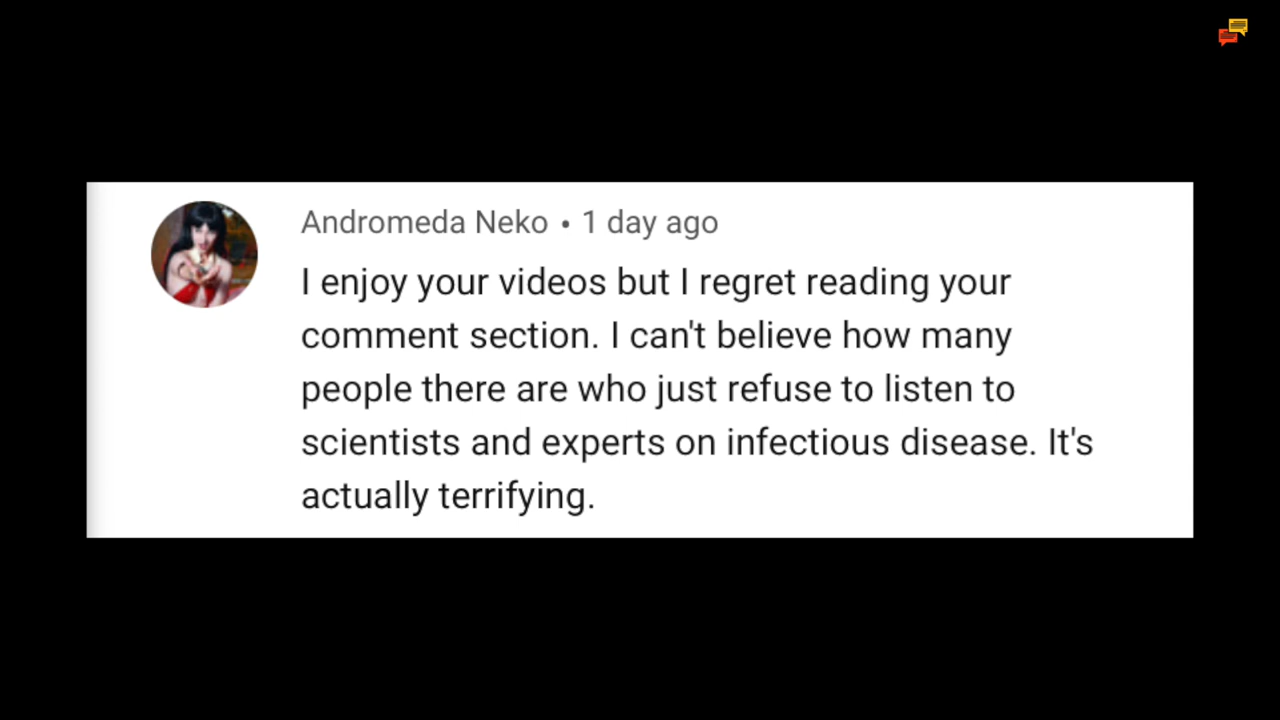 Andromeda Neko • 1 day ago
I enjoy your videos but I regret reading your
comment section. I can't believe how many
people there are who just refuse to listen to
scientists and experts on infectious disease. It's
actually terrifying.